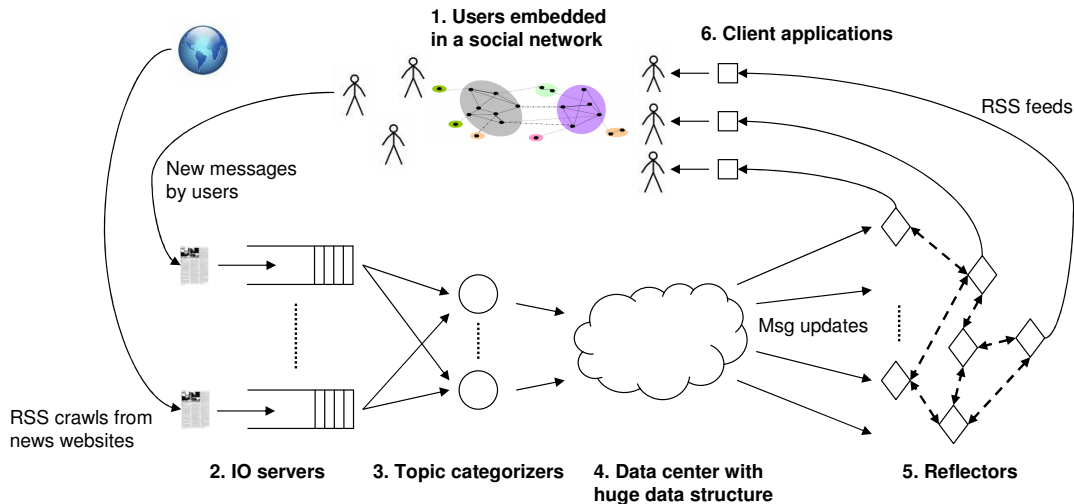 1. Users embedded
in a social network
6. Client applications
RSS feeds
New messages
by users
Msg updates
RSS crawls from
news websites
2. IO servers
3. Topic categorizers
4. Data center with
huge data structure
5. Reflectors